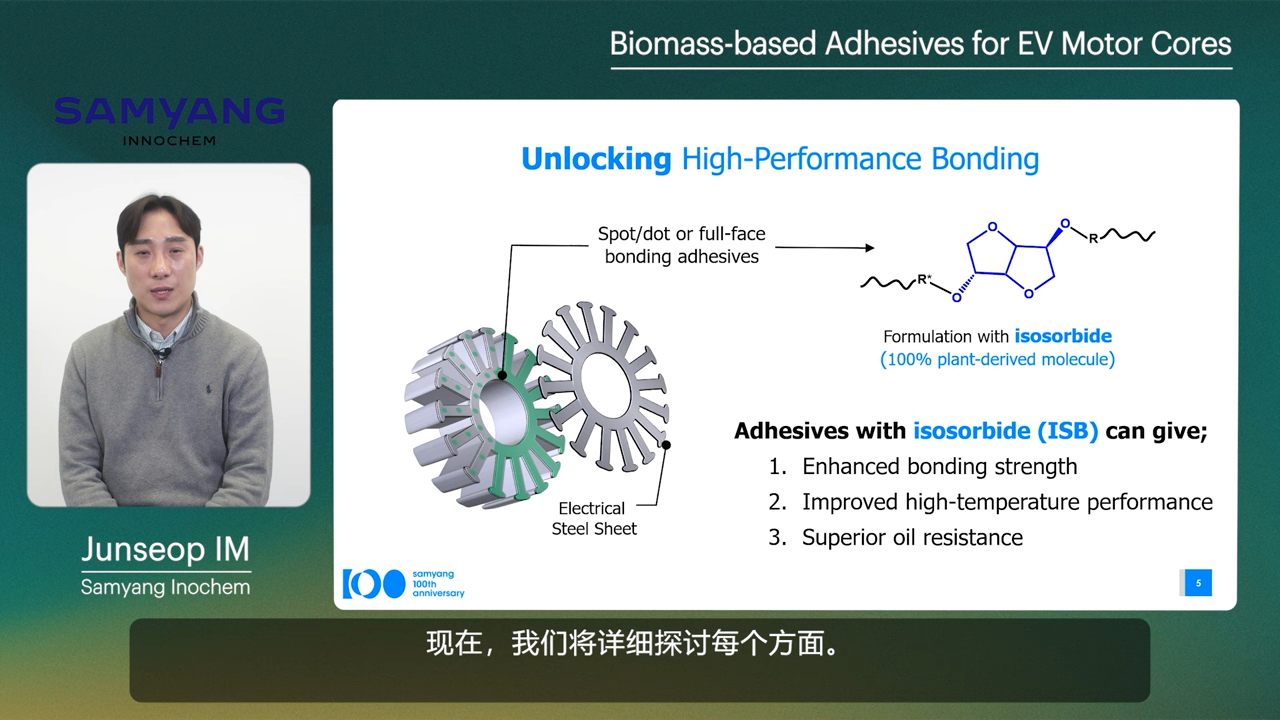 Biomass-based Adhesives for EV Motor Cores
SAMYANG
INNOCHEM
Unlocking High-Performance Bonding
Spot/dot or full-face
bonding adhesives
O
O
R
R*
O
O
Formulation with isosorbide
(100% plant-derived molecule)
Adhesives with isosorbide (ISB) can give;
1. Enhanced bonding strength
2. Improved high-temperature performance
3. Superior oil resistance
Electrical
Steel Sheet
Junseop IM
Samyang Inochem
100
samyang
100th
anniversary
5
现在，我们将详细探讨每个方面。